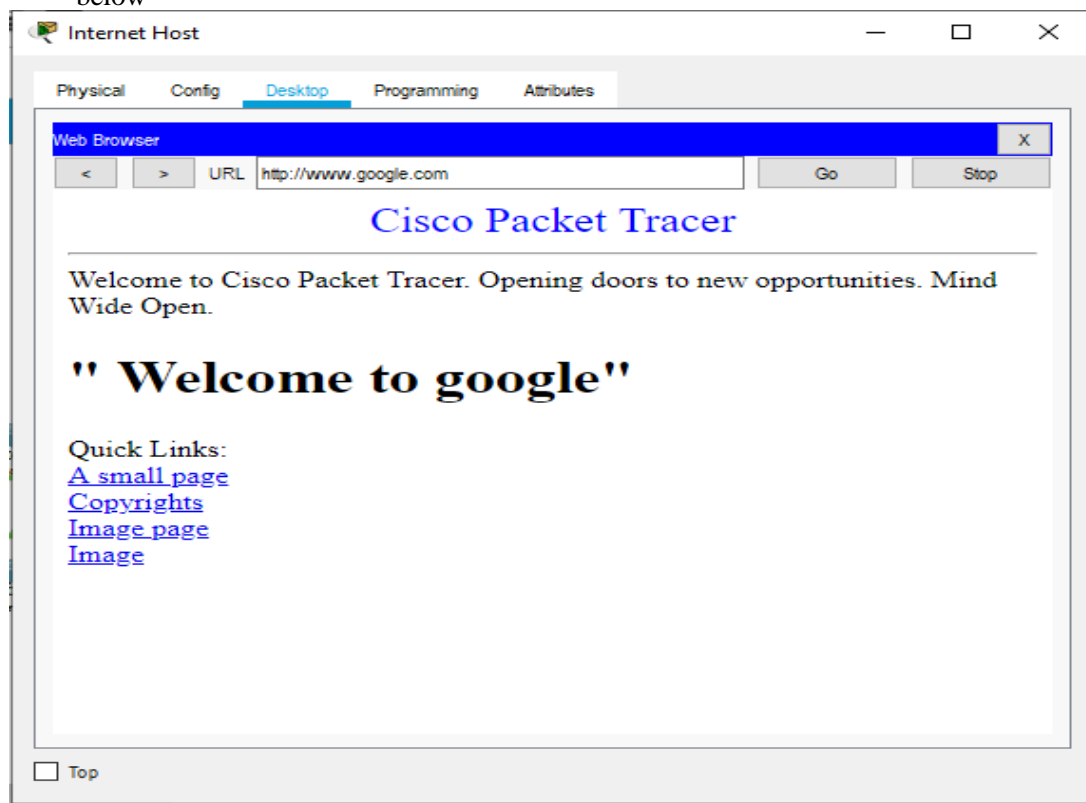 below
Internet Host
Physical Config Desktop Programming Attributes
Web Browser X
< > URL http://www.google.com Go Stop
Cisco Packet Tracer
Welcome to Cisco Packet Tracer. Opening doors to new opportunities. Mind
Wide Open.
" Welcome to google"
Quick Links:
A small page
Copyrights
Image page
Image
Top